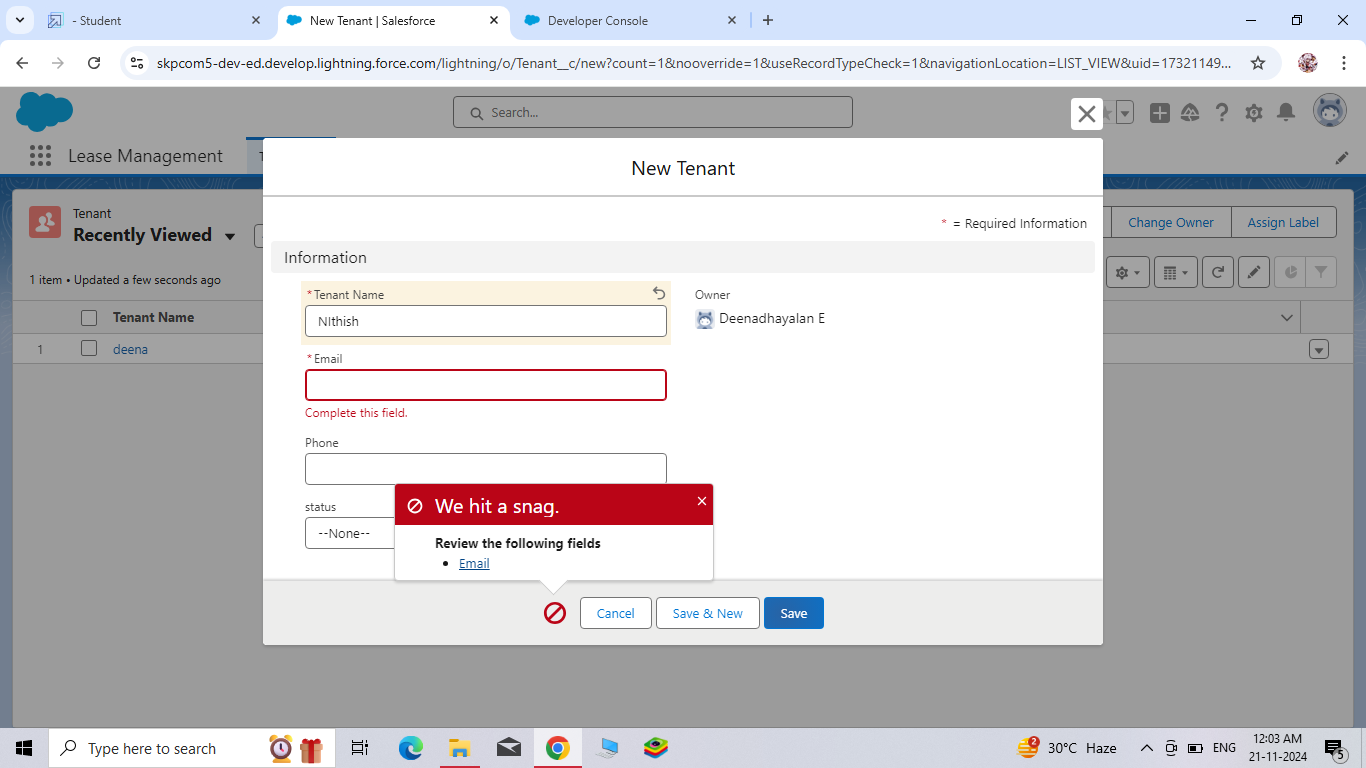 - Student
New Tenant | Salesforce
Developer Console
skpcom5-dev-ed.develop.lightning.force.com/lightning/o/Tenant__c/new?count=1&nooverride=1&useRecordTypeCheck=1&navigationLocation=LIST_VIEW&uid=17321149...
Search...
Lease Management
New Tenant
* = Required Information
Tenant
Recently Viewed
Change Owner
Assign Label
Information
1 item • Updated a few seconds ago
*Tenant Name
NIthish
Owner
Deenadhayalan E
Tenant Name
1 deena
*Email
Complete this field.
Phone
status
--None--
We hit a snag.
Review the following fields
• Email
Cancel
Save & New
Save
Type here to search
2
30°C Haze
ENG
12:03 AM
21-11-2024
5